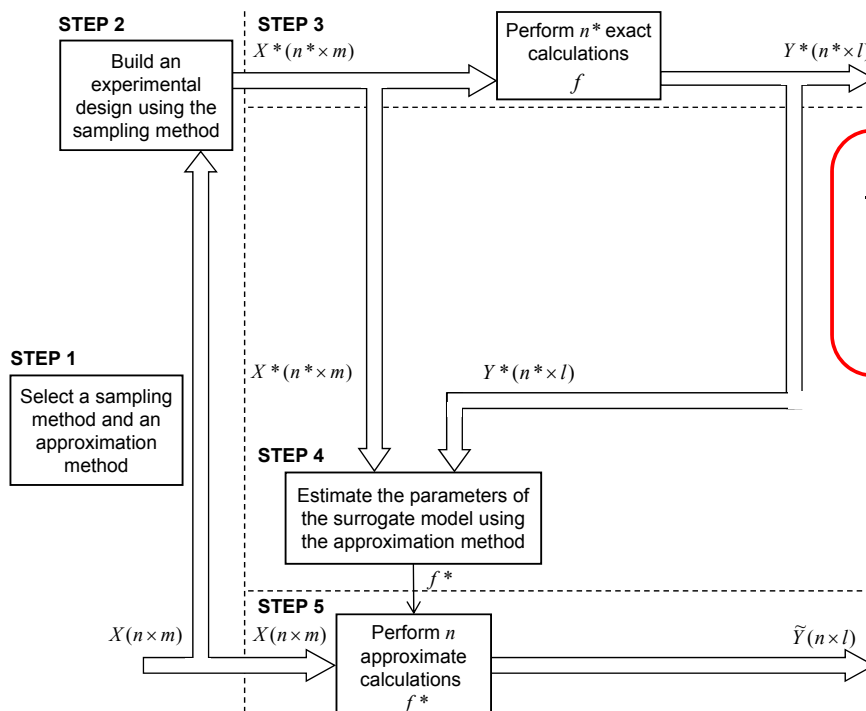 STEP 2
Build an
experimental
design using the
sampling method
STEP 3
X*(n*×m)
Perform n* exact
calculations
f
Y*(n*×l)
STEP 1
Select a sampling
method and an
approximation
method
X*(n*×m)
Y*(n*×l)
STEP 4
Estimate the parameters of
the surrogate model using
the approximation method
f*
STEP 5
X(n×m)
X(n×m)
Perform n
approximate
calculations
f*
Ỹ(n×l)